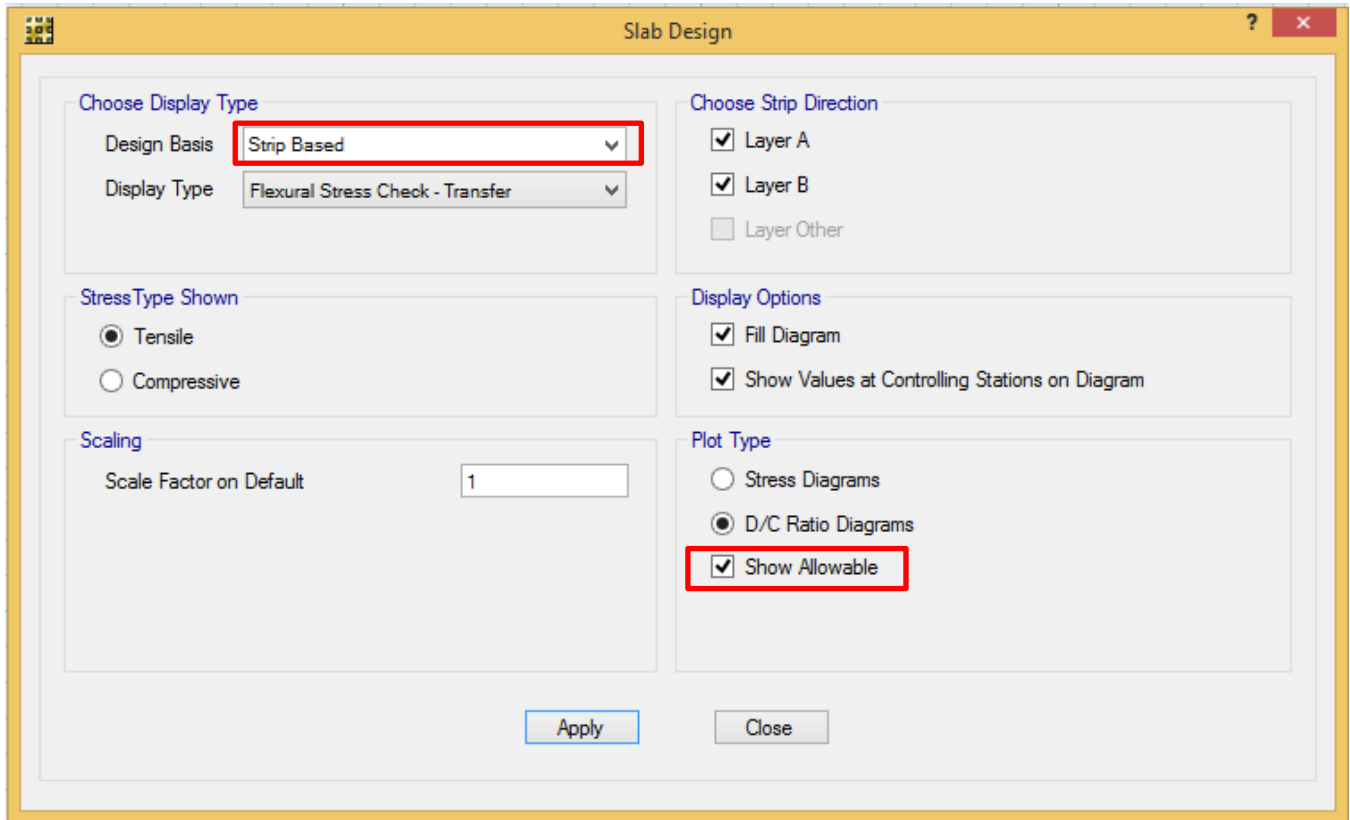 Slab Design
?
Choose Display Type
Design Basis Strip Based
Display Type Flexural Stress Check - Transfer
StressType Shown
Tensile
Compressive
Scaling
Scale Factor on Default 1
Choose Strip Direction
Layer A
Layer B
Layer Other
Display Options
Fill Diagram
Show Values at Controlling Stations on Diagram
Plot Type
Stress Diagrams
D/C Ratio Diagrams
Show Allowable
Apply Close